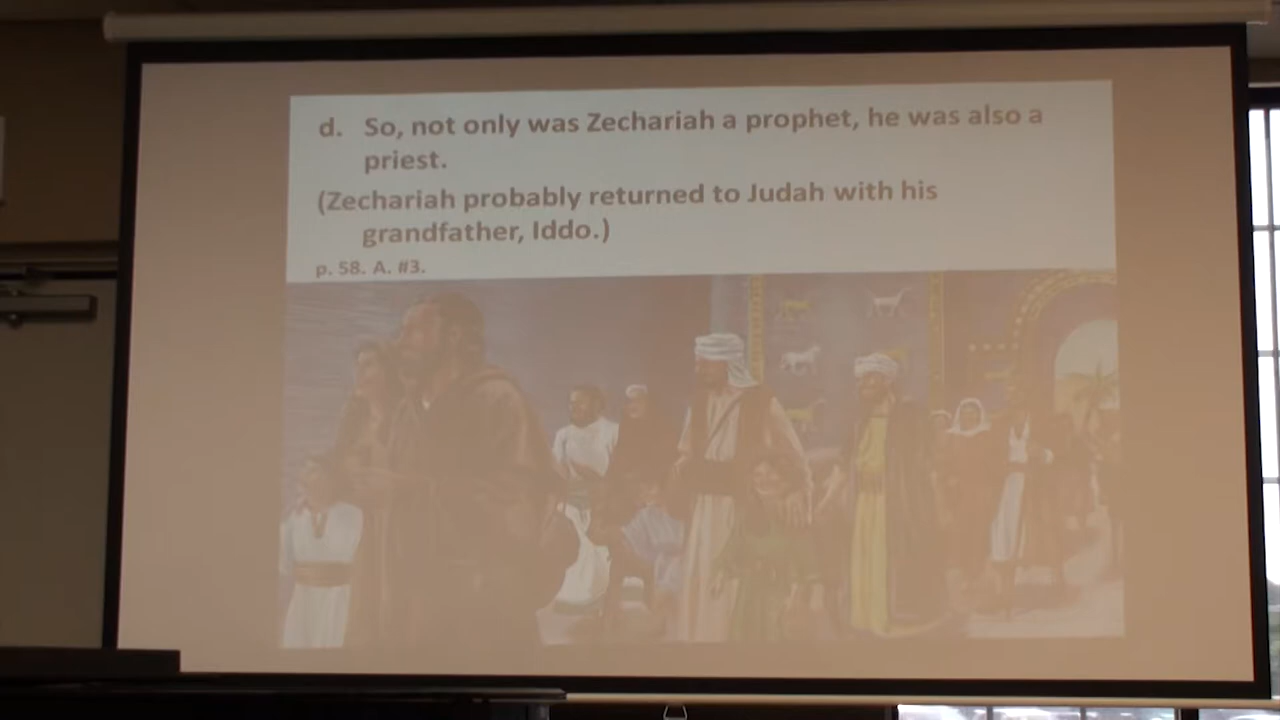 d. So, not only was Zechariah a prophet, he was also a
priest.
(Zechariah probably returned to Judah with his
grandfather, Iddo.)
p. 58. A. #3.